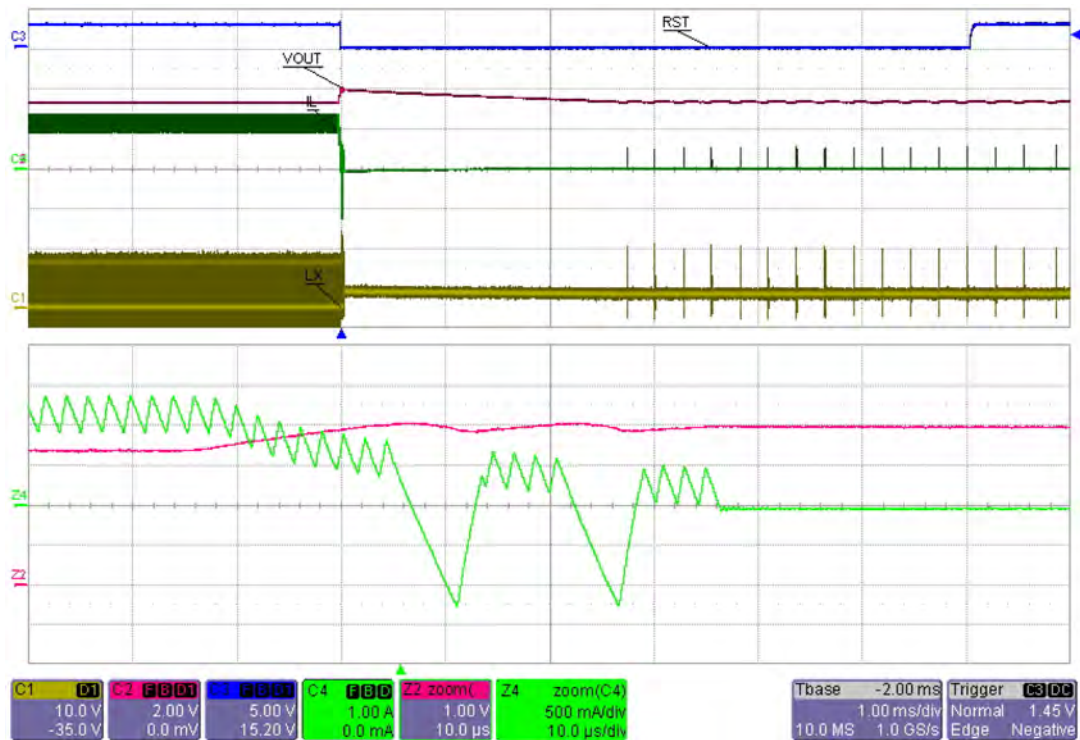 C3
RST
VOUT
IL
LX
C1
Z4
Z2
C1 D1
10.0 V
-35.0 V
C2 F B D1
2.00 V
0.0 mV
5.00 V
15.20 V
C4 F B D
1.00 A
0.0 mA
Z2 zoom(
1.00 V
10.0 µs
Z4 zoom(C4)
500 mA/div
10.0 µs/div
Tbase -2.00 ms
1.00 ms/div
10.0 MS 1.0 GS/s
Trigger C3 DC
Normal 1.45 V
Edge Negative